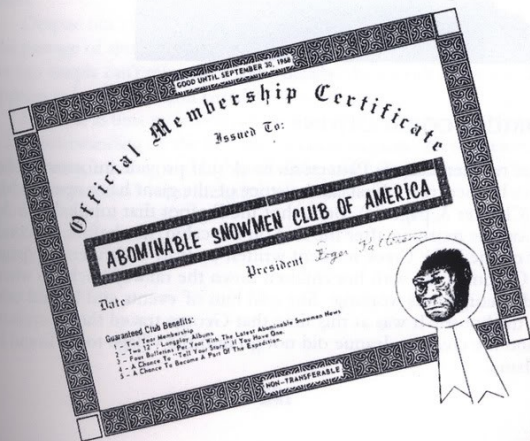 GOOD UNTIL SEPTEMBER 30, 1968
Official Membership Certificate
Issued To:
ABOMINABLE SNOWMEN CLUB OF AMERICA
President Roger Patterson
Date
Guaranteed Club Benefits:
1 - Two Year Membership
2 - Two 12" Longplay Albums
3 - Four Bulletins Per Year With The Latest Abominable Snowmen News
4 - A Chance To "Tell Your Story" If You Have One.
5 - A Chance To Become A Part Of The Expedition
NON-TRANSFERABLE